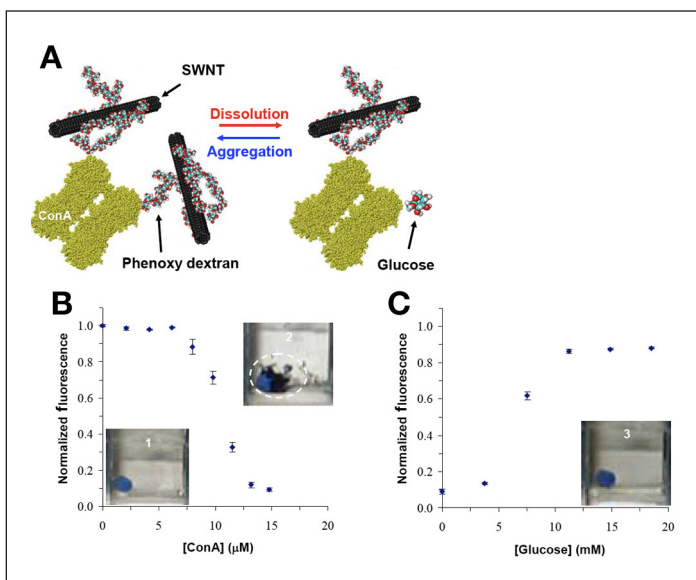 A
SWNT
Dissolution
Aggregation
ConA
Phenoxy dextran
Glucose
B
Normalized fluorescence
1.0
0.8
0.6
0.4
0.2
0.0
2
1
0 5 10 15 20
[ConA] (μM)
C
Normalized fluorescence
1.0
0.8
0.6
0.4
0.2
0.0
3
0 5 10 15 20
[Glucose] (mM)